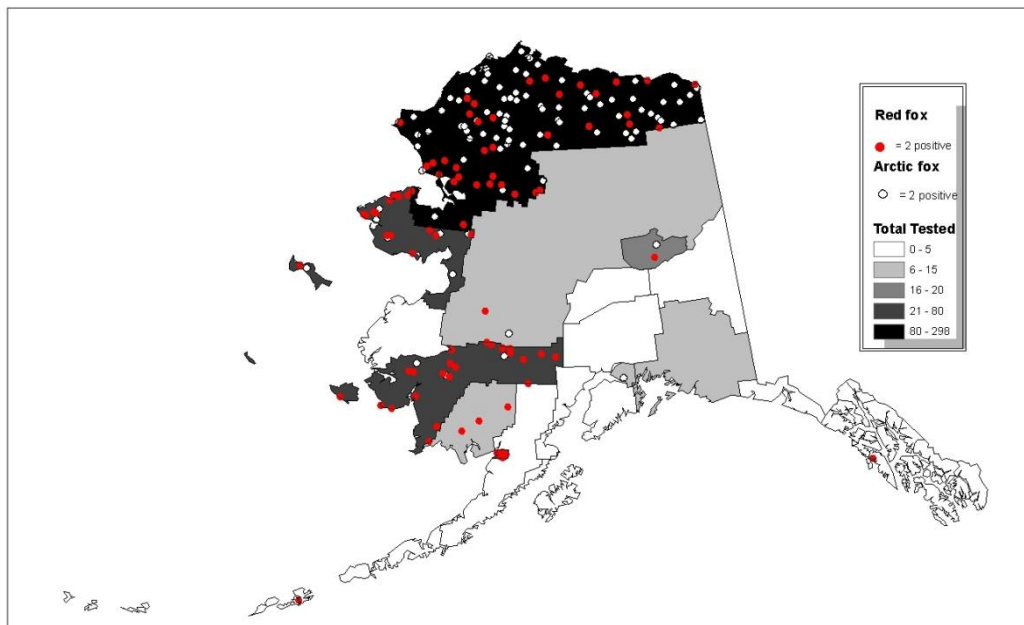 Red fox
= 2 positive
Arctic fox
= 2 positive
Total Tested
0 - 5
6 - 15
16 - 20
21 - 80
80 - 298